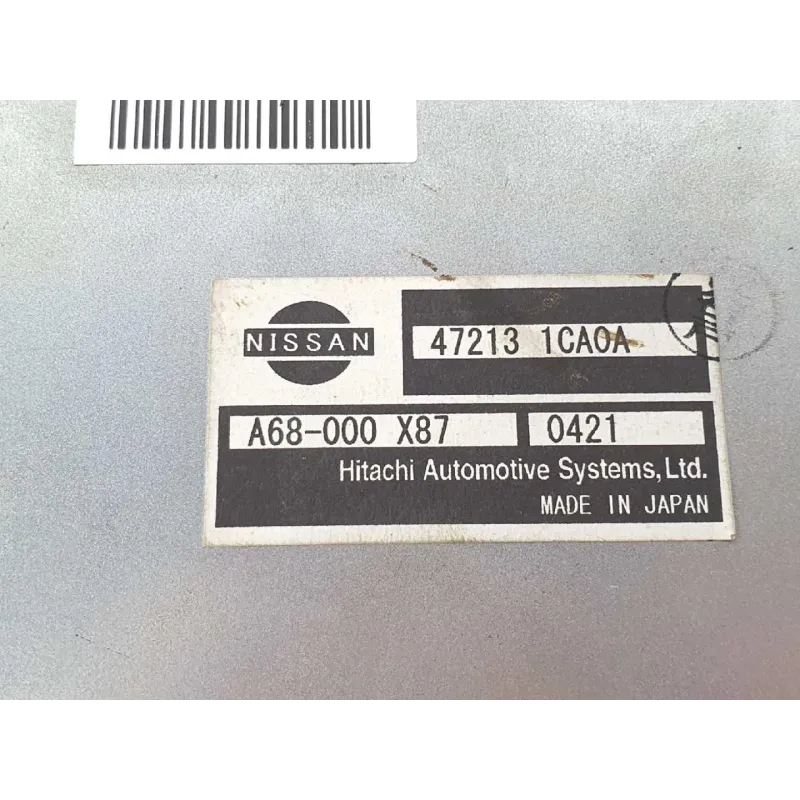 NISSAN
47213 1CA0A
A68-000 X87
0421
Hitachi Automotive Systems, Ltd.
MADE IN JAPAN